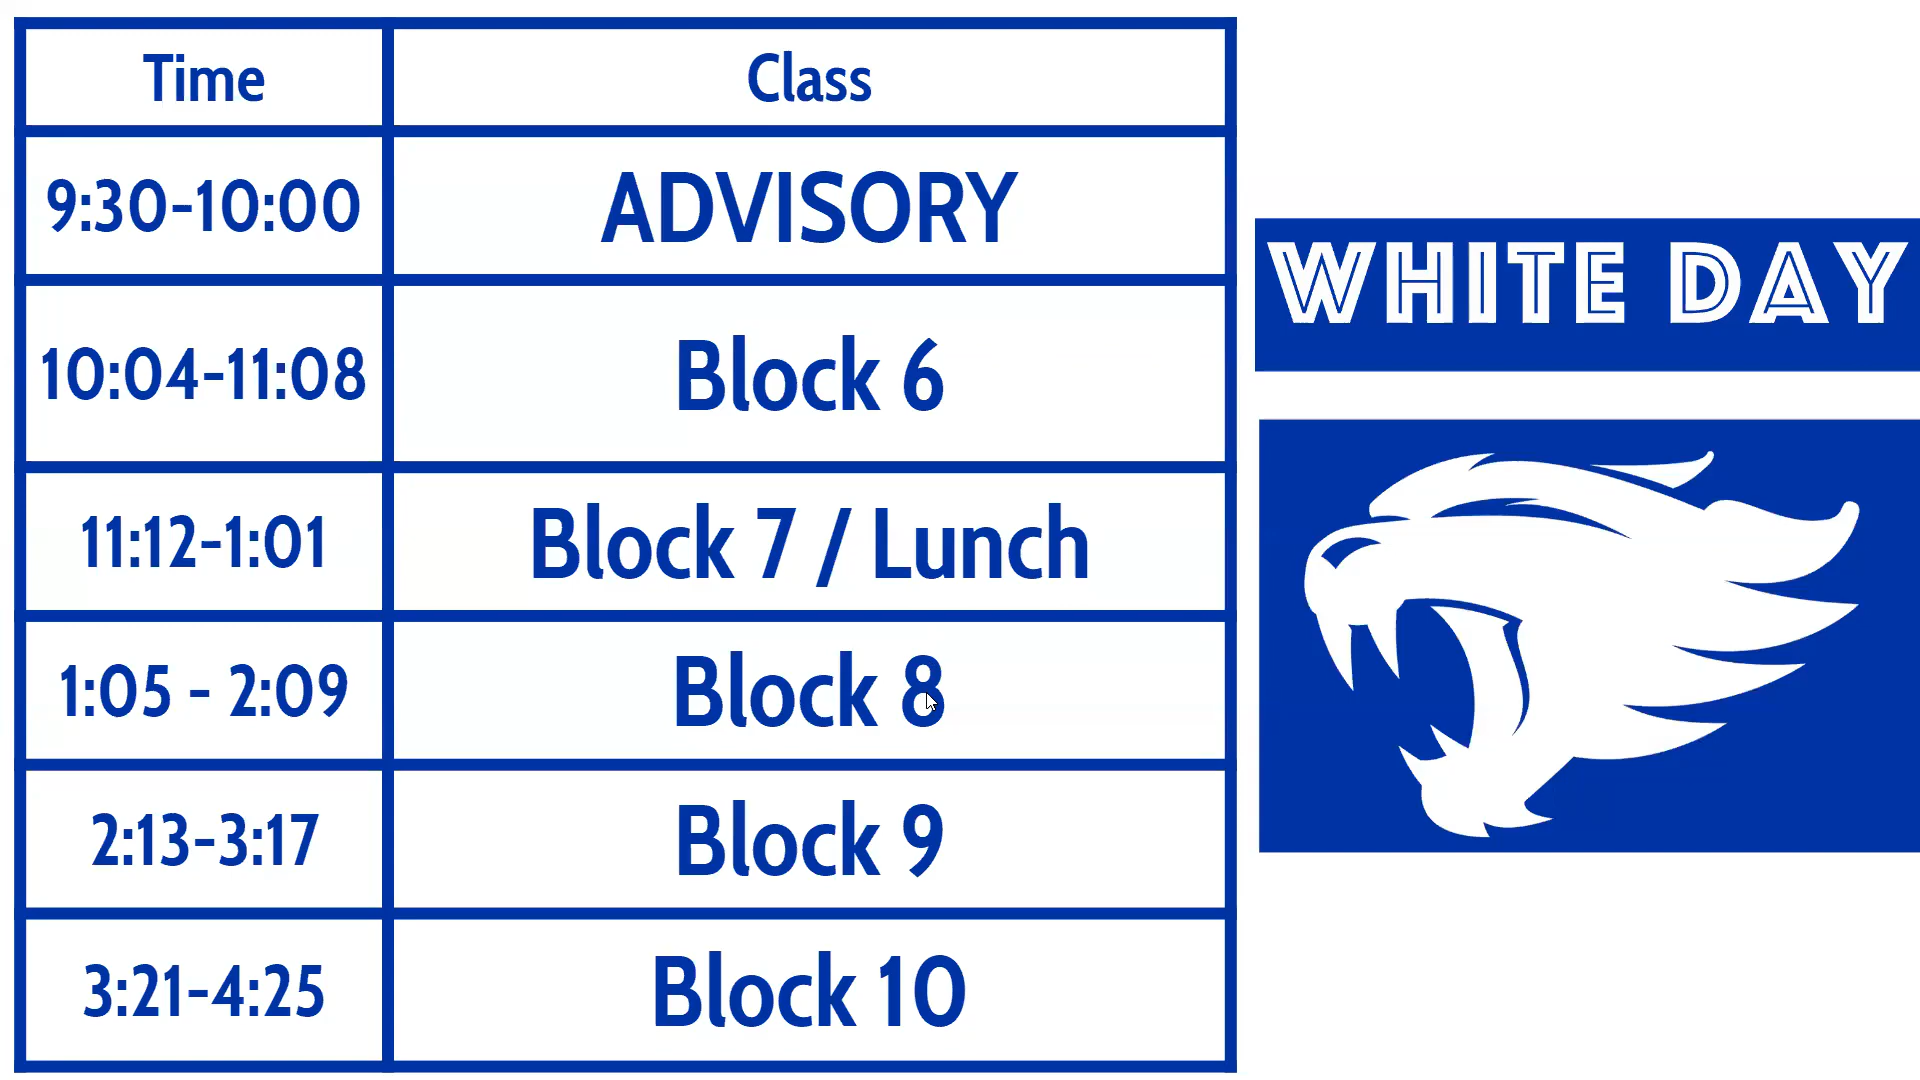 Time Class
9:30-10:00 ADVISORY
10:04-11:08 Block 6
11:12-1:01 Block 7 / Lunch
1:05 - 2:09 Block 8
2:13-3:17 Block 9
3:21-4:25 Block 10
WHITE DAY